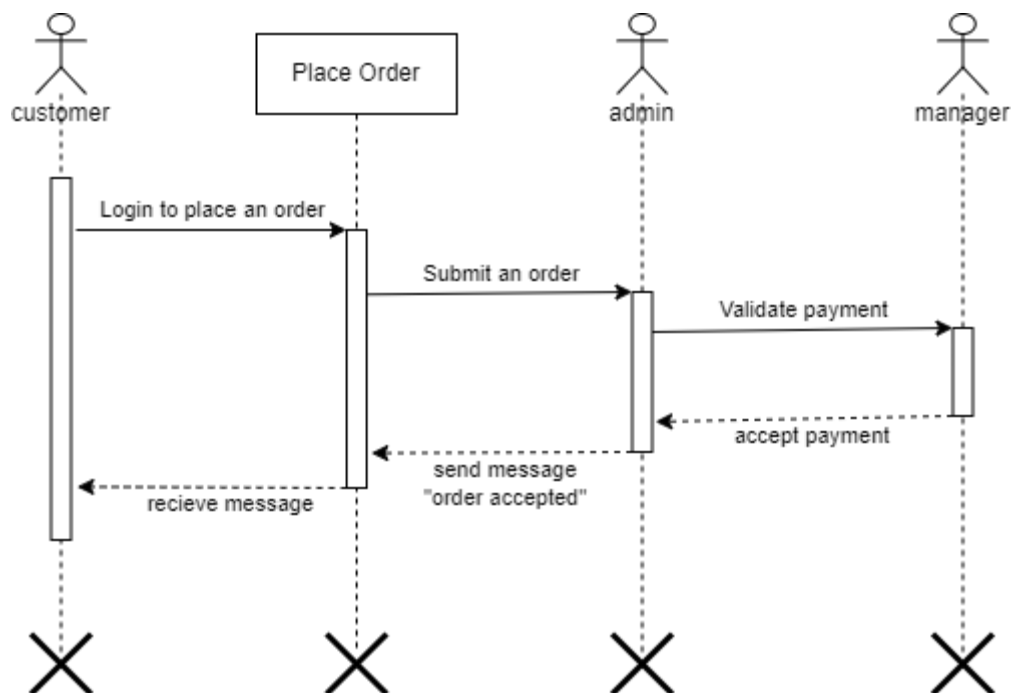 Place Order
customer
admin
manager
Login to place an order
Submit an order
Validate payment
accept payment
send message
"order accepted"
recieve message